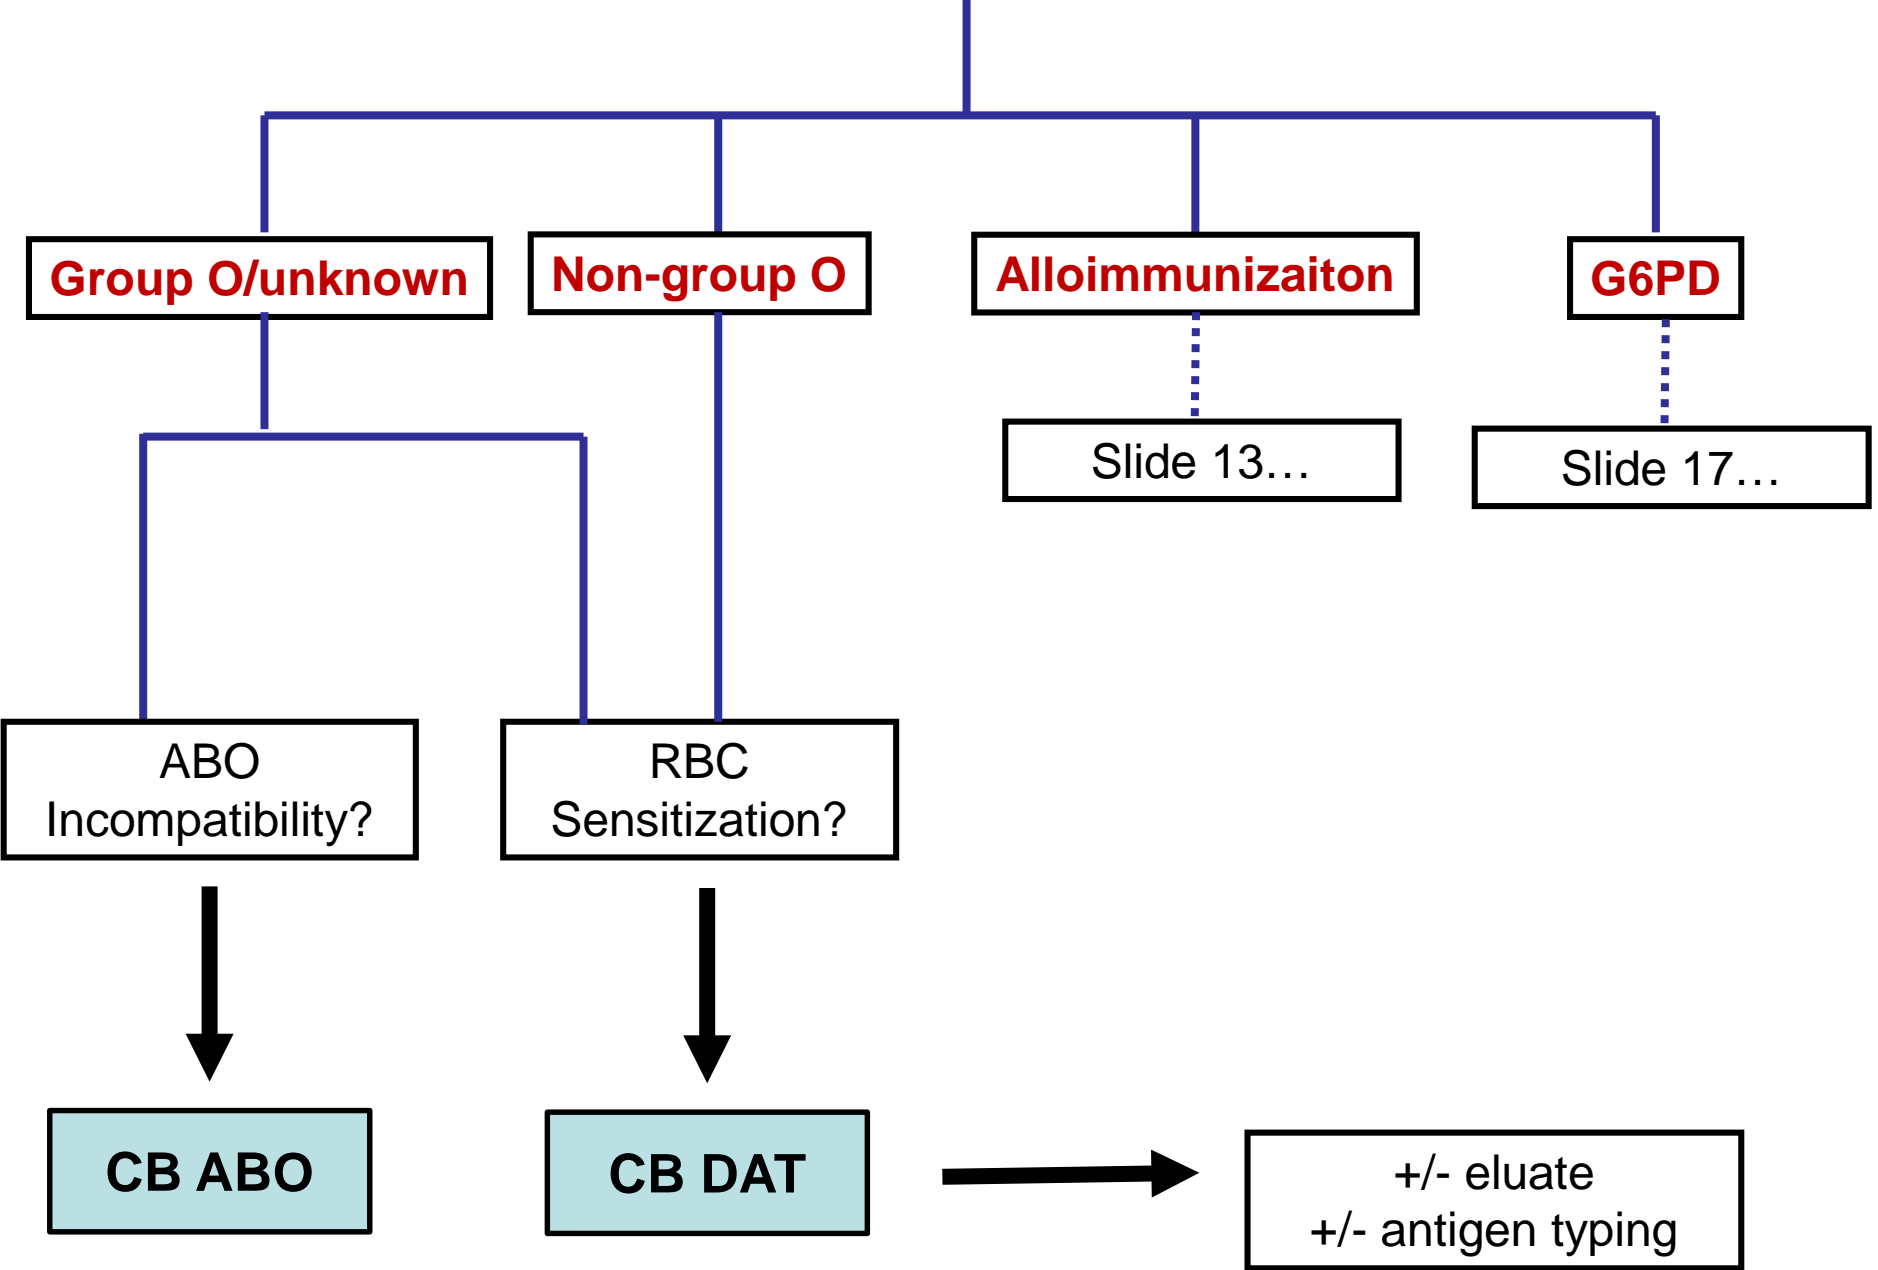 Group O/unknown
Non-group O
Alloimmunizaiton
G6PD
Slide 13…
Slide 17…
ABO
Incompatibility?
RBC
Sensitization?
CB ABO
CB DAT
+/- eluate
+/- antigen typing